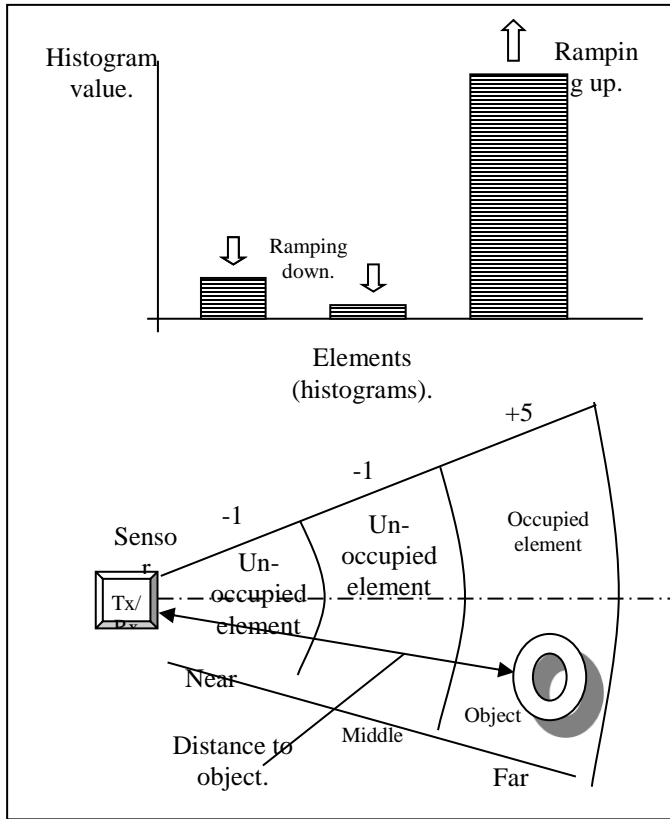 Histogram
value.
Rampin
g up.
Ramping
down.
Elements
(histograms).
+5
-1
-1
Senso
r
Un-
occupied
element
Un-
occupied
element
Occupied
element
Tx/
Rx
Near
Middle
Far
Object
Distance to
object.